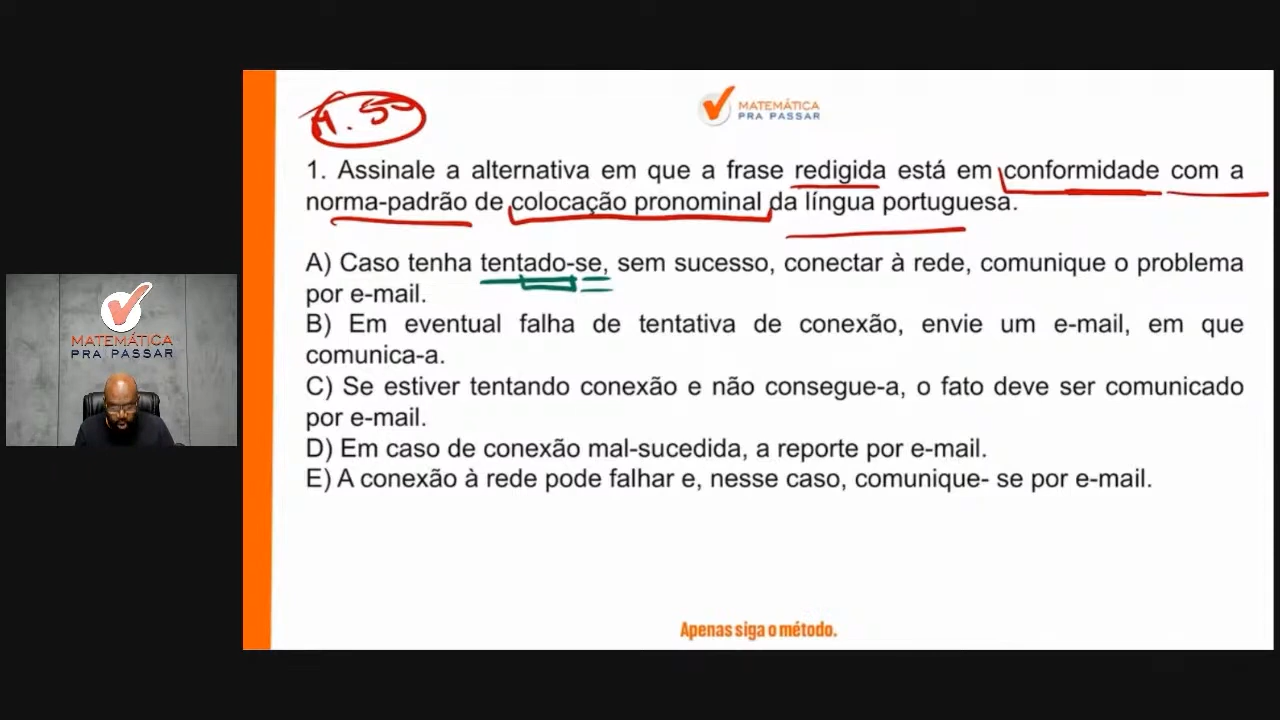 MATEMÁTICA
PRA PASSAR
1. Assinale a alternativa em que a frase redigida está em conformidade com a
norma-padrão de colocação pronominal da língua portuguesa.
A) Caso tenha tentado-se, sem sucesso, conectar à rede, comunique o problema
por e-mail.
B) Em eventual falha de tentativa de conexão, envie um e-mail, em que
comunica-a.
C) Se estiver tentando conexão e não consegue-a, o fato deve ser comunicado
por e-mail.
D) Em caso de conexão mal-sucedida, a reporte por e-mail.
E) A conexão à rede pode falhar e, nesse caso, comunique- se por e-mail.
MATEMÁTICA
PRA PASSAR
Apenas siga o método.